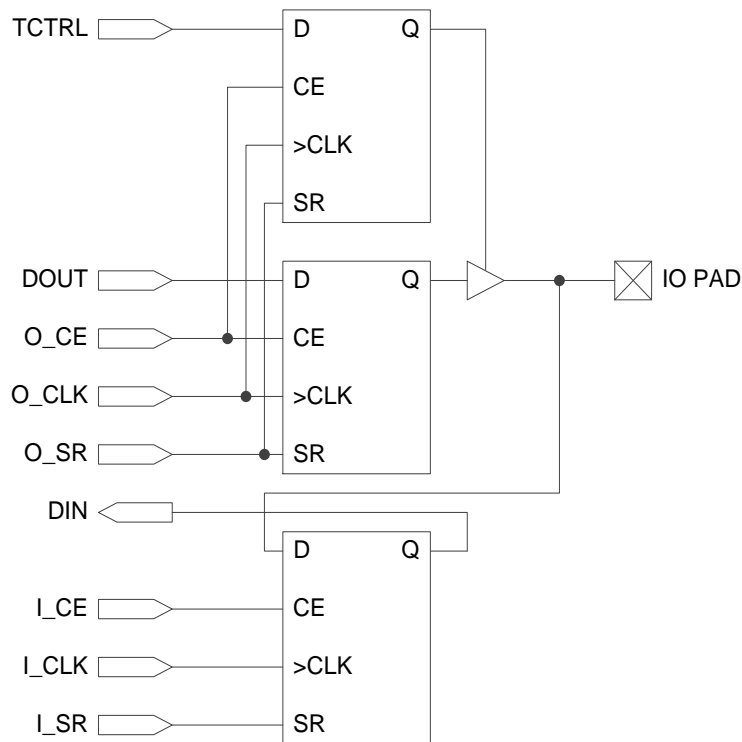 TCTRL D Q
CE
>CLK
SR
DOUT D Q IO PAD
O_CE CE
O_CLK >CLK
O_SR SR
DIN
D Q
I_CE CE
I_CLK >CLK
I_SR SR